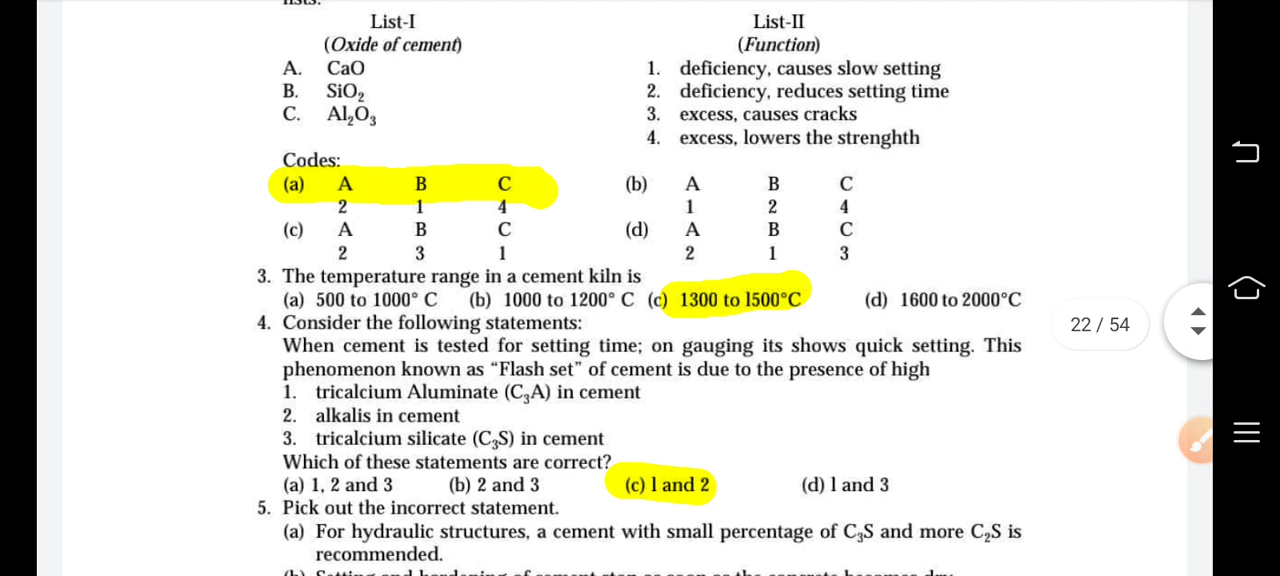 List-I List-II
(Oxide of cement) (Function)
A. CaO 1. deficiency, causes slow setting
B. SiO₂ 2. deficiency, reduces setting time
C. Al₂O₃ 3. excess, causes cracks
4. excess, lowers the strenghth
Codes:
(a) A B C (b) A B C
2 1 4 1 2 4
(c) A B C (d) A B C
2 3 1 2 1 3
3. The temperature range in a cement kiln is
(a) 500 to 1000° C (b) 1000 to 1200° C (c) 1300 to l500°C (d) 1600 to 2000°C
4. Consider the following statements:
When cement is tested for setting time; on gauging its shows quick setting. This
phenomenon known as “Flash set” of cement is due to the presence of high
1. tricalcium Aluminate (C₃A) in cement
2. alkalis in cement
3. tricalcium silicate (C₃S) in cement
Which of these statements are correct?
(a) 1, 2 and 3 (b) 2 and 3 (c) l and 2 (d) l and 3
5. Pick out the incorrect statement.
(a) For hydraulic structures, a cement with small percentage of C₃S and more C₂S is
recommended.
22 / 54